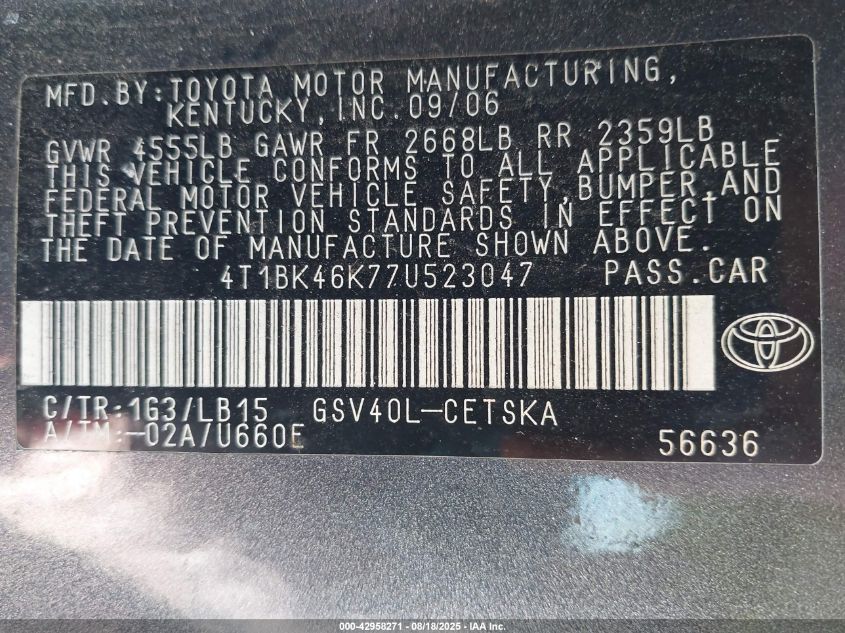 MFD.BY:TOYOTA MOTOR MANUFACTURING,
KENTUCKY,INC.09/06
GVWR 4555LB GAWR FR 2668LB RR 2359LB
THIS VEHICLE CONFORMS TO ALL APPLICABLE
FEDERAL MOTOR VEHICLE SAFETY,BUMPER,AND
THEFT PREVENTION STANDARDS IN EFFECT ON
THE DATE OF MANUFACTURE SHOWN ABOVE.
4T1BK46K77U523047 PASS.CAR
C/TR:1G3/LB15 GSV40L-CETSKA
A/TM:-02A/U660E
56636
000-42958271 | 08/18/2025 - IAA Inc.